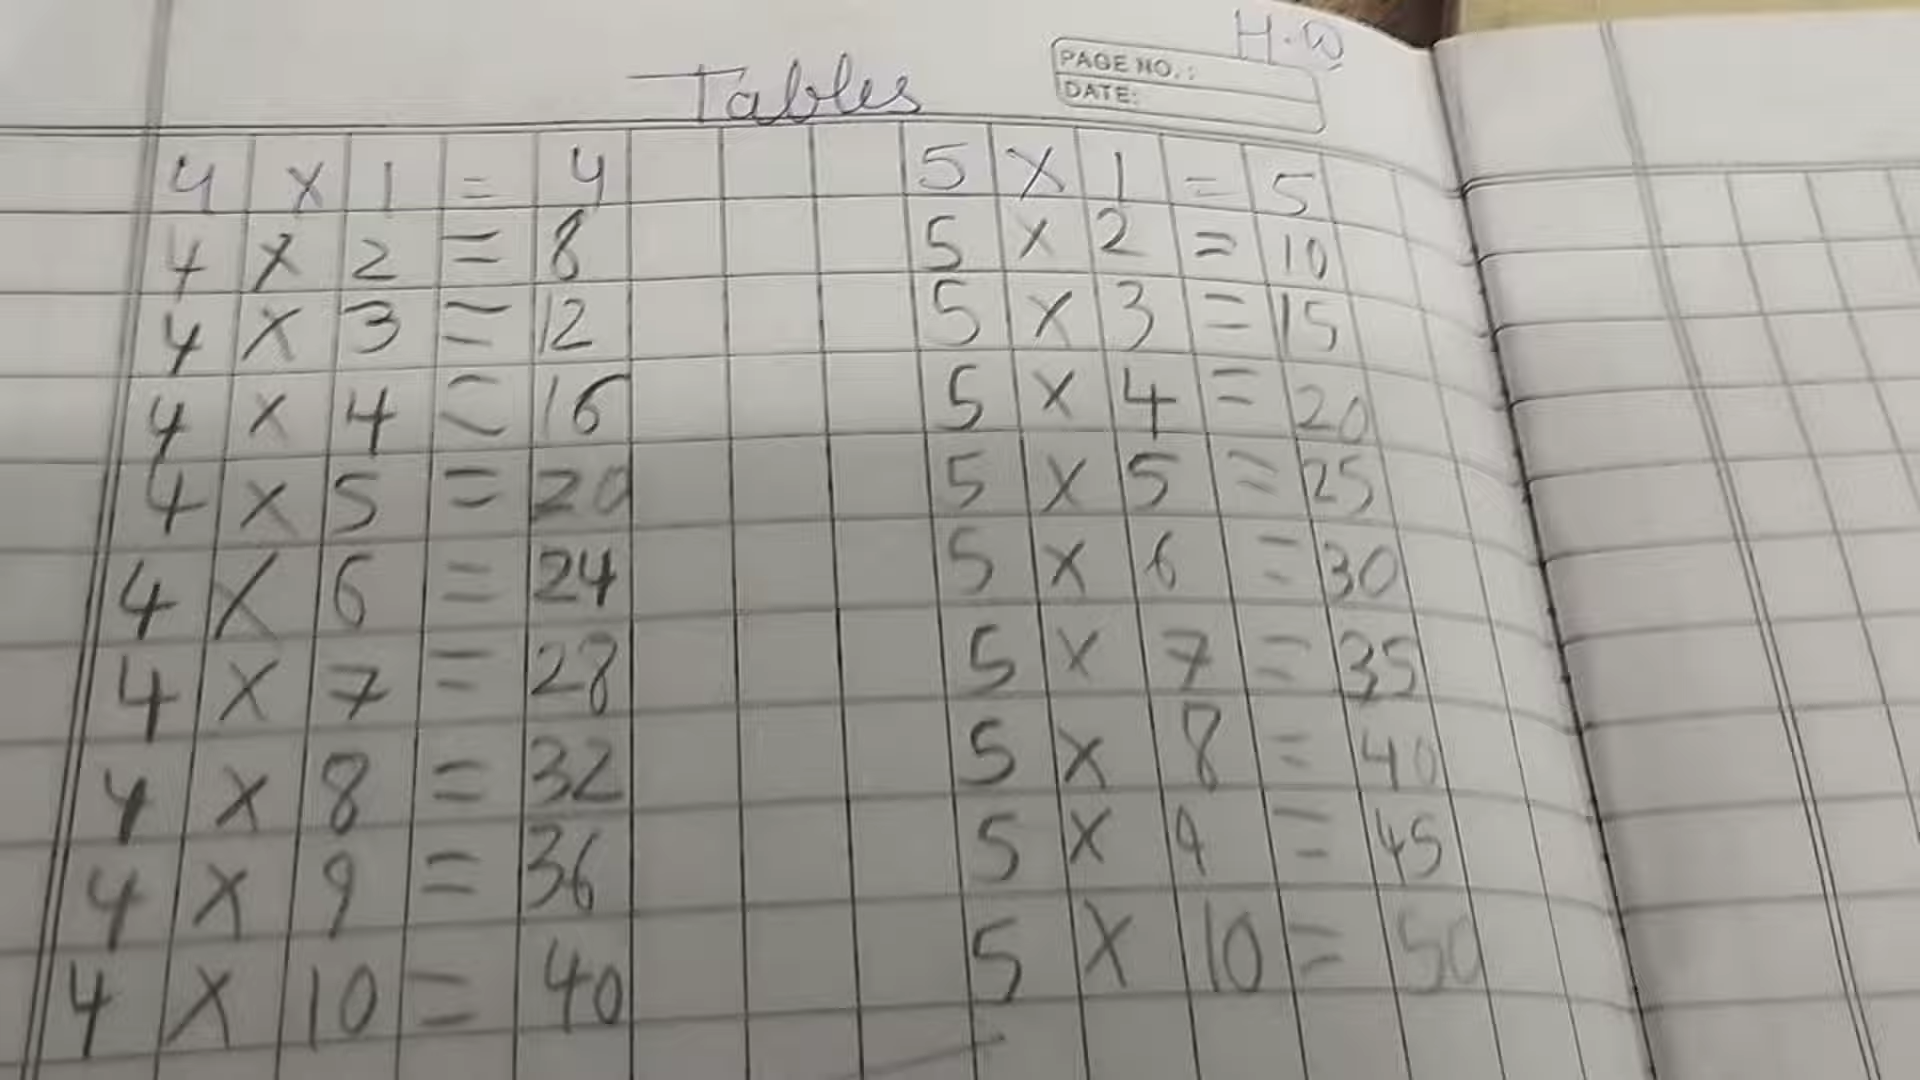 H.W
Tables
PAGE NO. :
DATE:
4 x 1 = 4 5 x 1 = 5
4 x 2 = 8 5 x 2 = 10
4 x 3 = 12 5 x 3 = 15
4 x 4 = 16 5 x 4 = 20
4 x 5 = 20 5 x 5 = 25
4 x 6 = 24 5 x 6 = 30
4 x 7 = 28 5 x 7 = 35
4 x 8 = 32 5 x 8 = 40
4 x 9 = 36 5 x 9 = 45
4 x 10 = 40 5 x 10 = 50